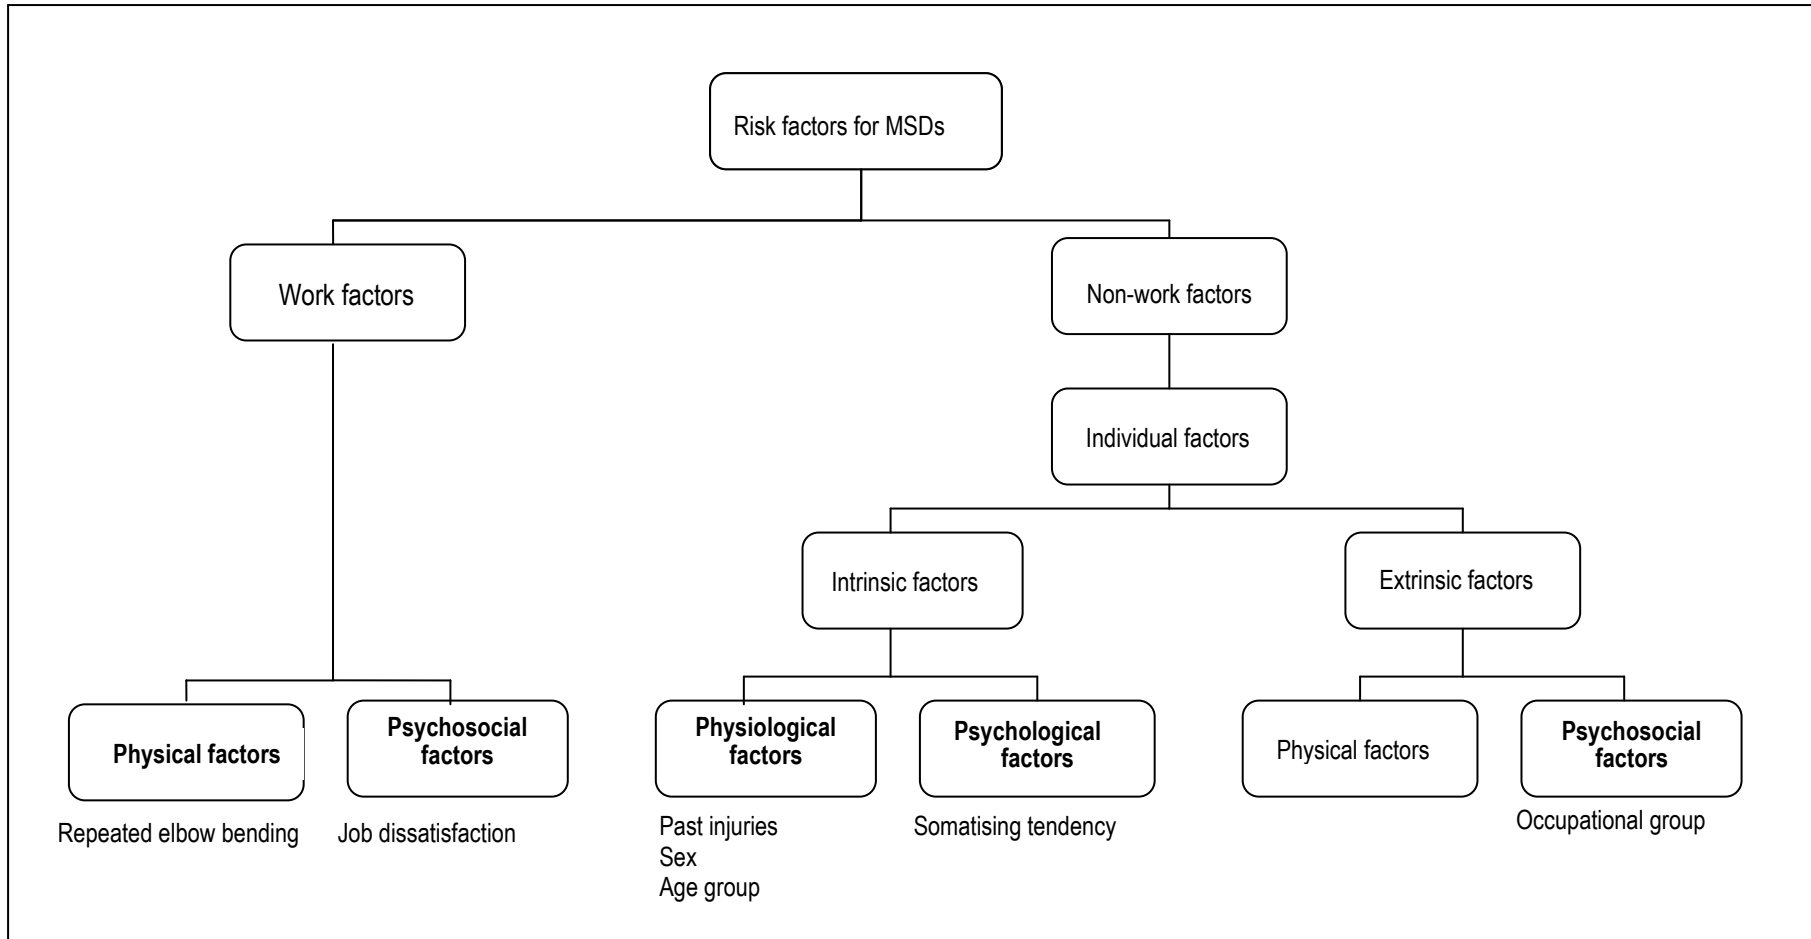 Risk factors for MSDs
Work factors
Non-work factors
Individual factors
Intrinsic factors
Extrinsic factors
Physical factors
Psychosocial
factors
Physiological
factors
Psychological
factors
Physical factors
Psychosocial
factors
Repeated elbow bending
Job dissatisfaction
Past injuries
Sex
Age group
Somatising tendency
Occupational group